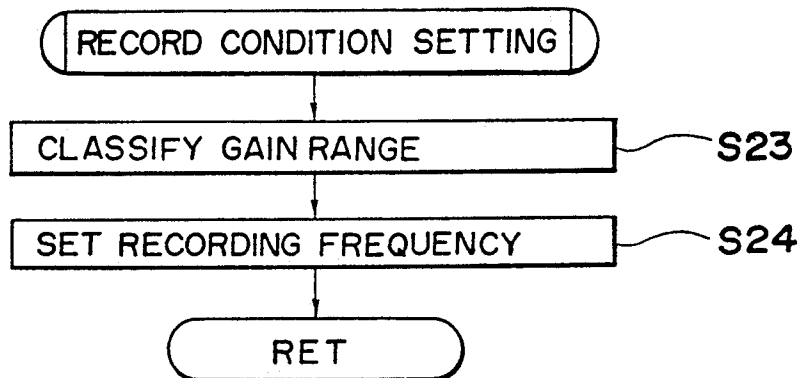 RECORD CONDITION SETTING
CLASSIFY GAIN RANGE
S23
SET RECORDING FREQUENCY
S24
RET